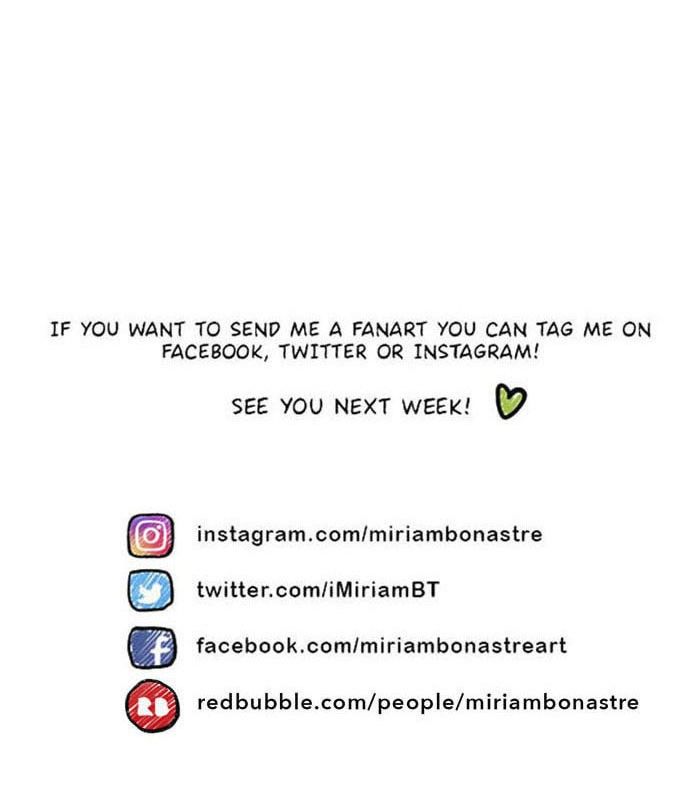 IF YOU WANT TO SEND ME A FANART YOU CAN TAG ME ON
FACEBOOK, TWITTER OR INSTAGRAM!
SEE YOU NEXT WEEK!
instagram.com/miriambonastre
twitter.com/iMiriamBT
f facebook.com/miriambonastreart
RB redbubble.com/people/miriambonastre